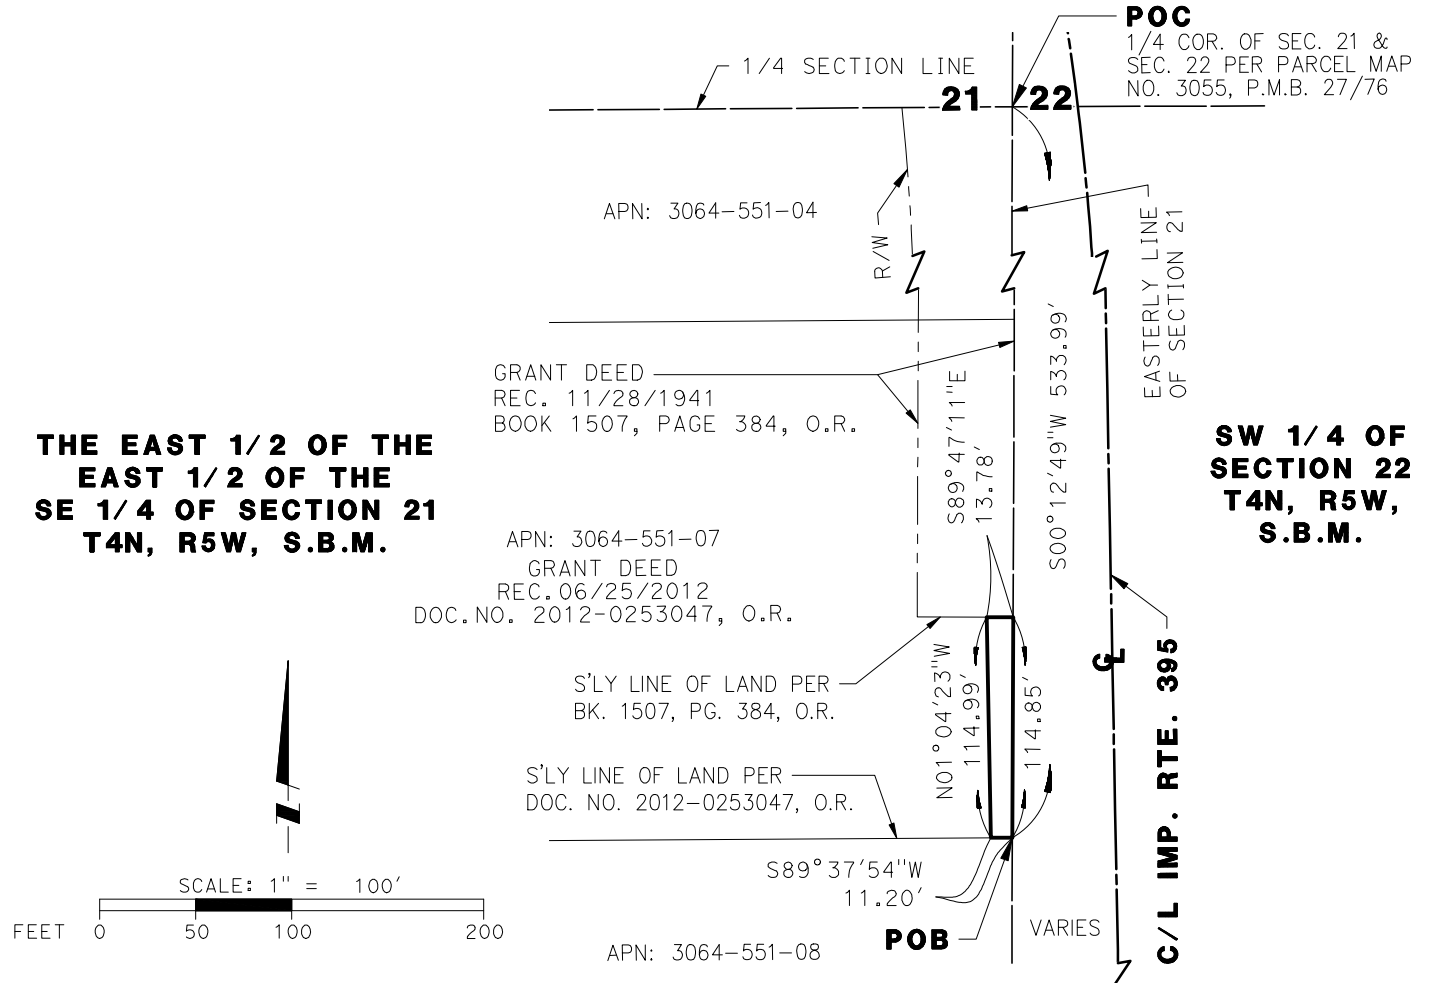 POC
1/4 COR. OF SEC. 21 &
SEC. 22 PER PARCEL MAP
NO. 3055, P.M.B. 27/76
1/4 SECTION LINE
21
22
APN: 3064-551-04
R/W
EASTERLY LINE
OF SECTION 21
GRANT DEED
REC. 11/28/1941
BOOK 1507, PAGE 384, O.R.
S89°47'11"E
13.78'
S00°12'49"W 533.99'
THE EAST 1/2 OF THE
EAST 1/2 OF THE
SE 1/4 OF SECTION 21
T4N, R5W, S.B.M.
SW 1/4 OF
SECTION 22
T4N, R5W,
S.B.M.
APN: 3064-551-07
GRANT DEED
REC.06/25/2012
DOC.NO. 2012-0253047, O.R.
S'LY LINE OF LAND PER
BK. 1507, PG. 384, O.R.
N01°04'23"W
114.99'
114.85'
CL
C/L IMP. RTE. 395
S'LY LINE OF LAND PER
DOC. NO. 2012-0253047, O.R.
N
S89°37'54"W
11.20'
SCALE: 1" = 100'
FEET 0 50 100 200
POB
VARIES
APN: 3064-551-08